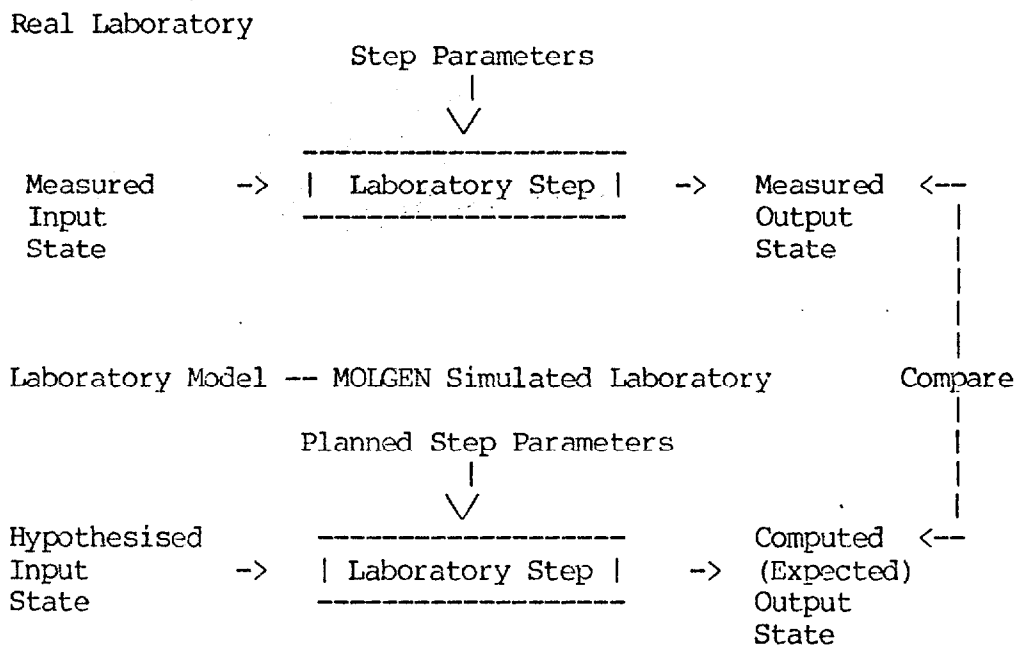 Real Laboratory
Step Parameters
|
\/
--------------------
Measured -> | Laboratory Step | -> Measured <--
Input -------------------- Output |
State State |
|
|
|
Laboratory Model -- MOLGEN Simulated Laboratory Compare
|
Planned Step Parameters |
| |
\/ |
Hypothesised -------------------- Computed <--
Input -> | Laboratory Step | -> (Expected)
State -------------------- Output
State